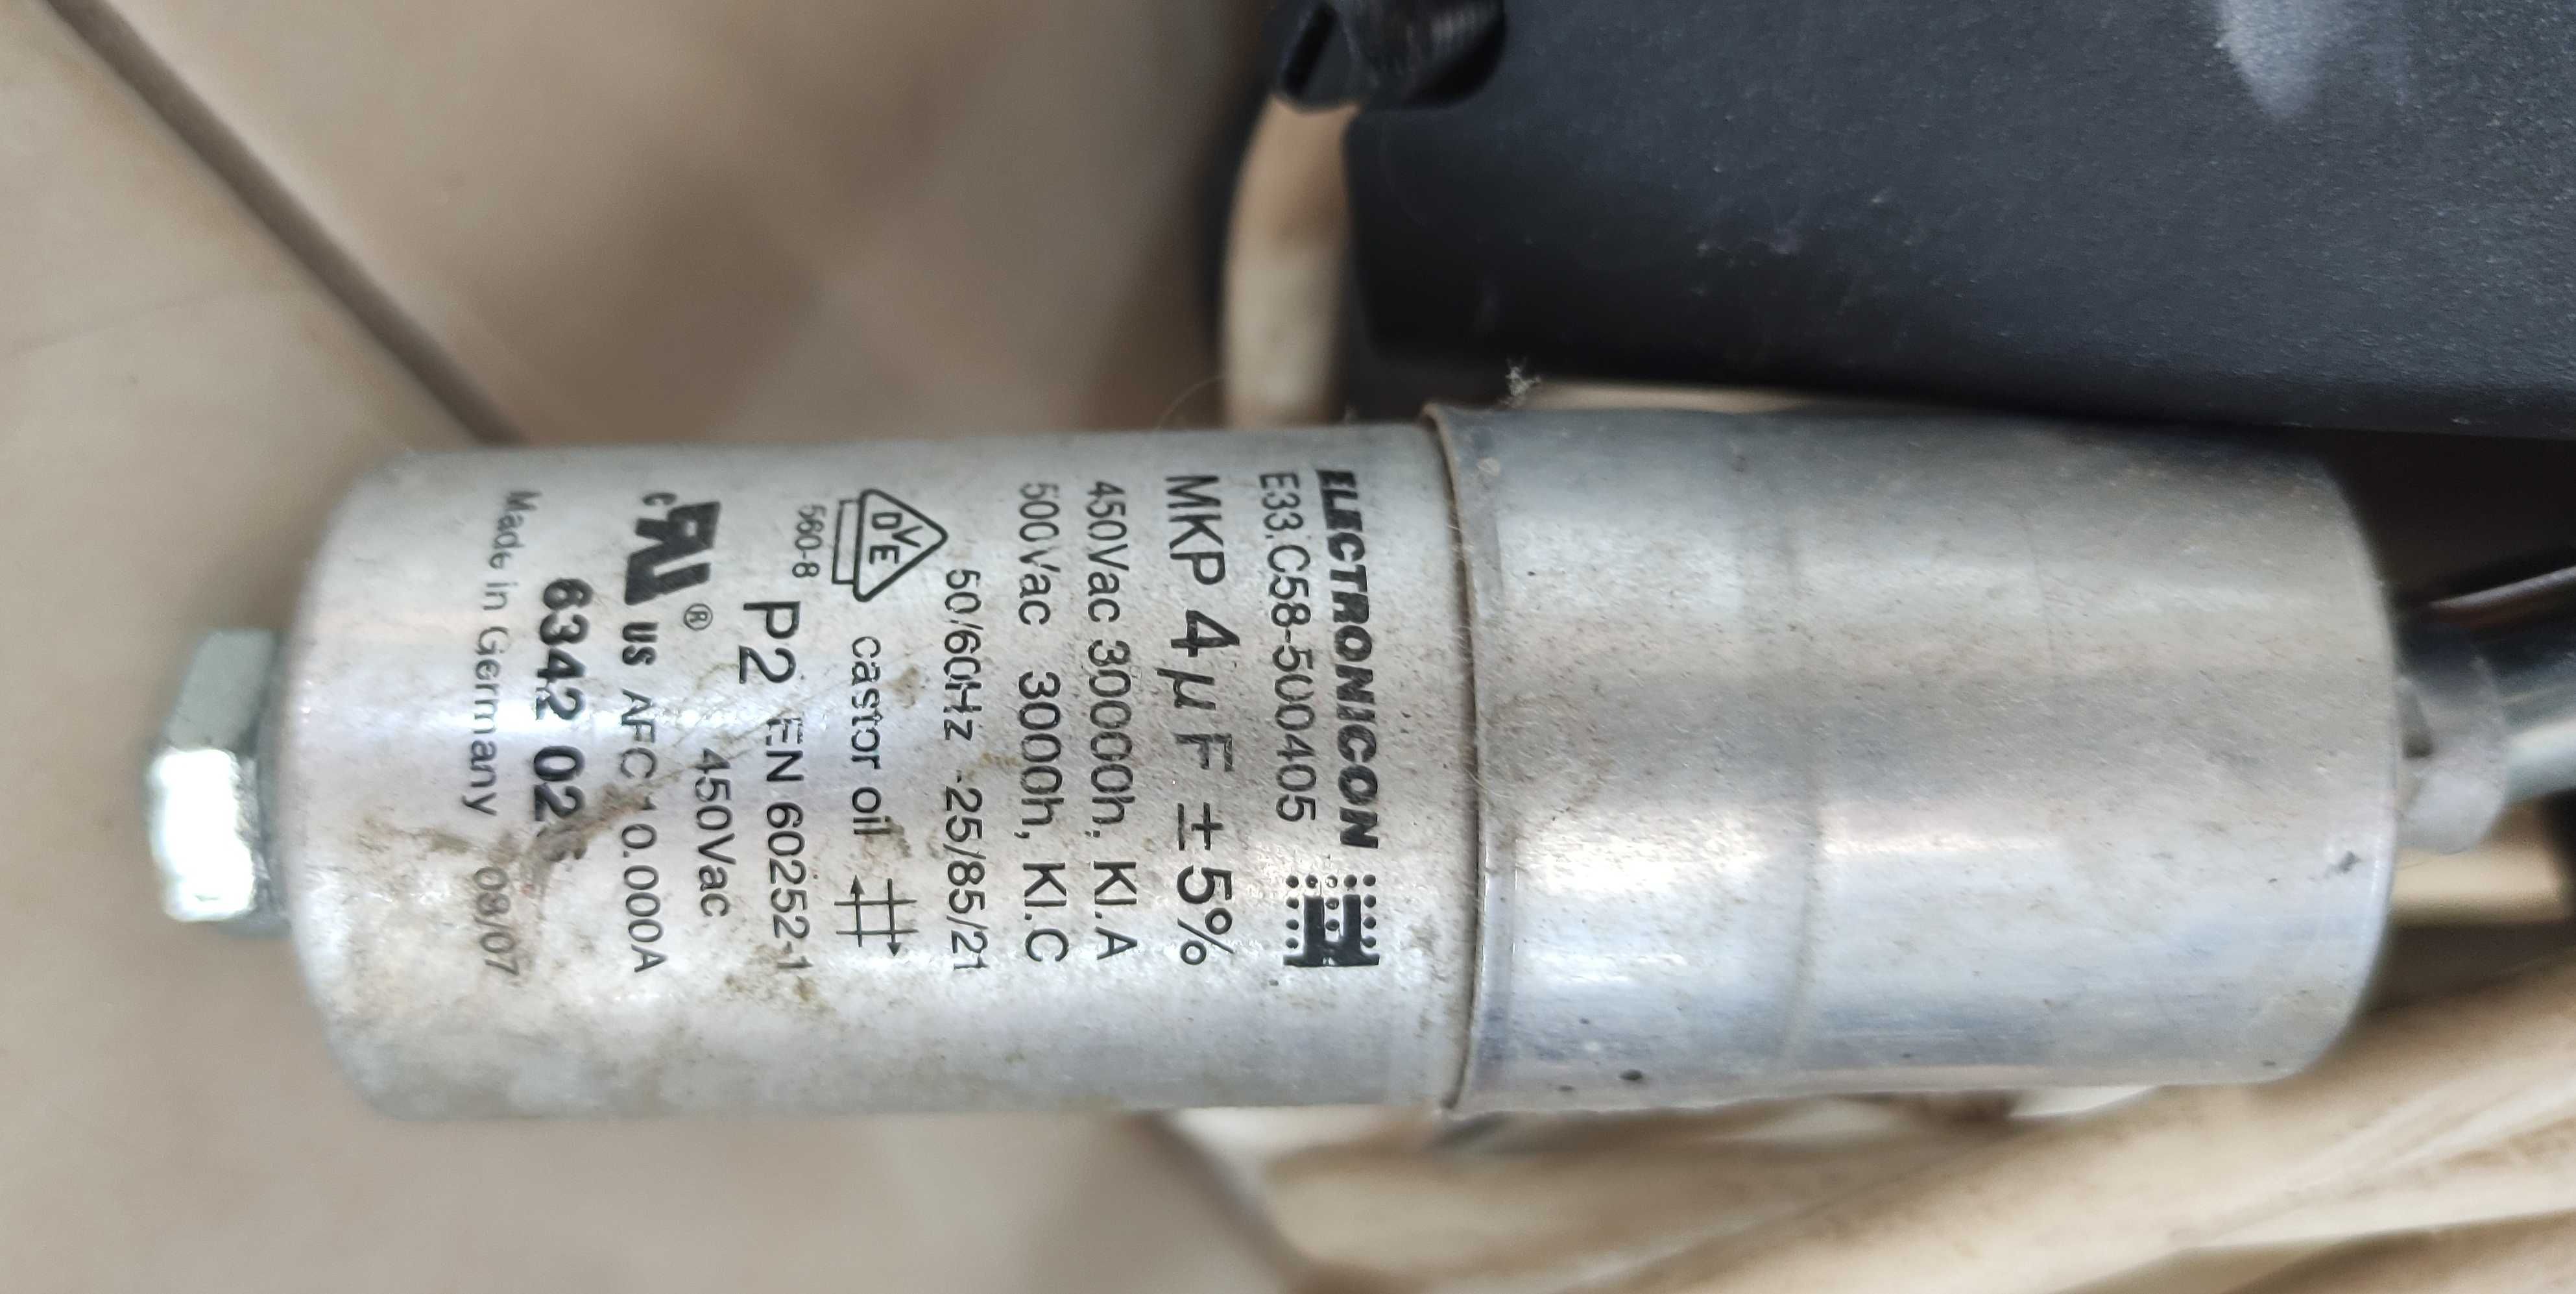 ELECTRONICON
E33.C58-500405
MKP 4µF ±5%
450Vac 30000h, Kl.A
500Vac 3000h, Kl.C
50/60Hz -25/85/21
DVE castor oil
560-8
P2 EN 60252-1
450Vac
c US ® AFC 10.000A
6342 02
Made in Germany 08/07